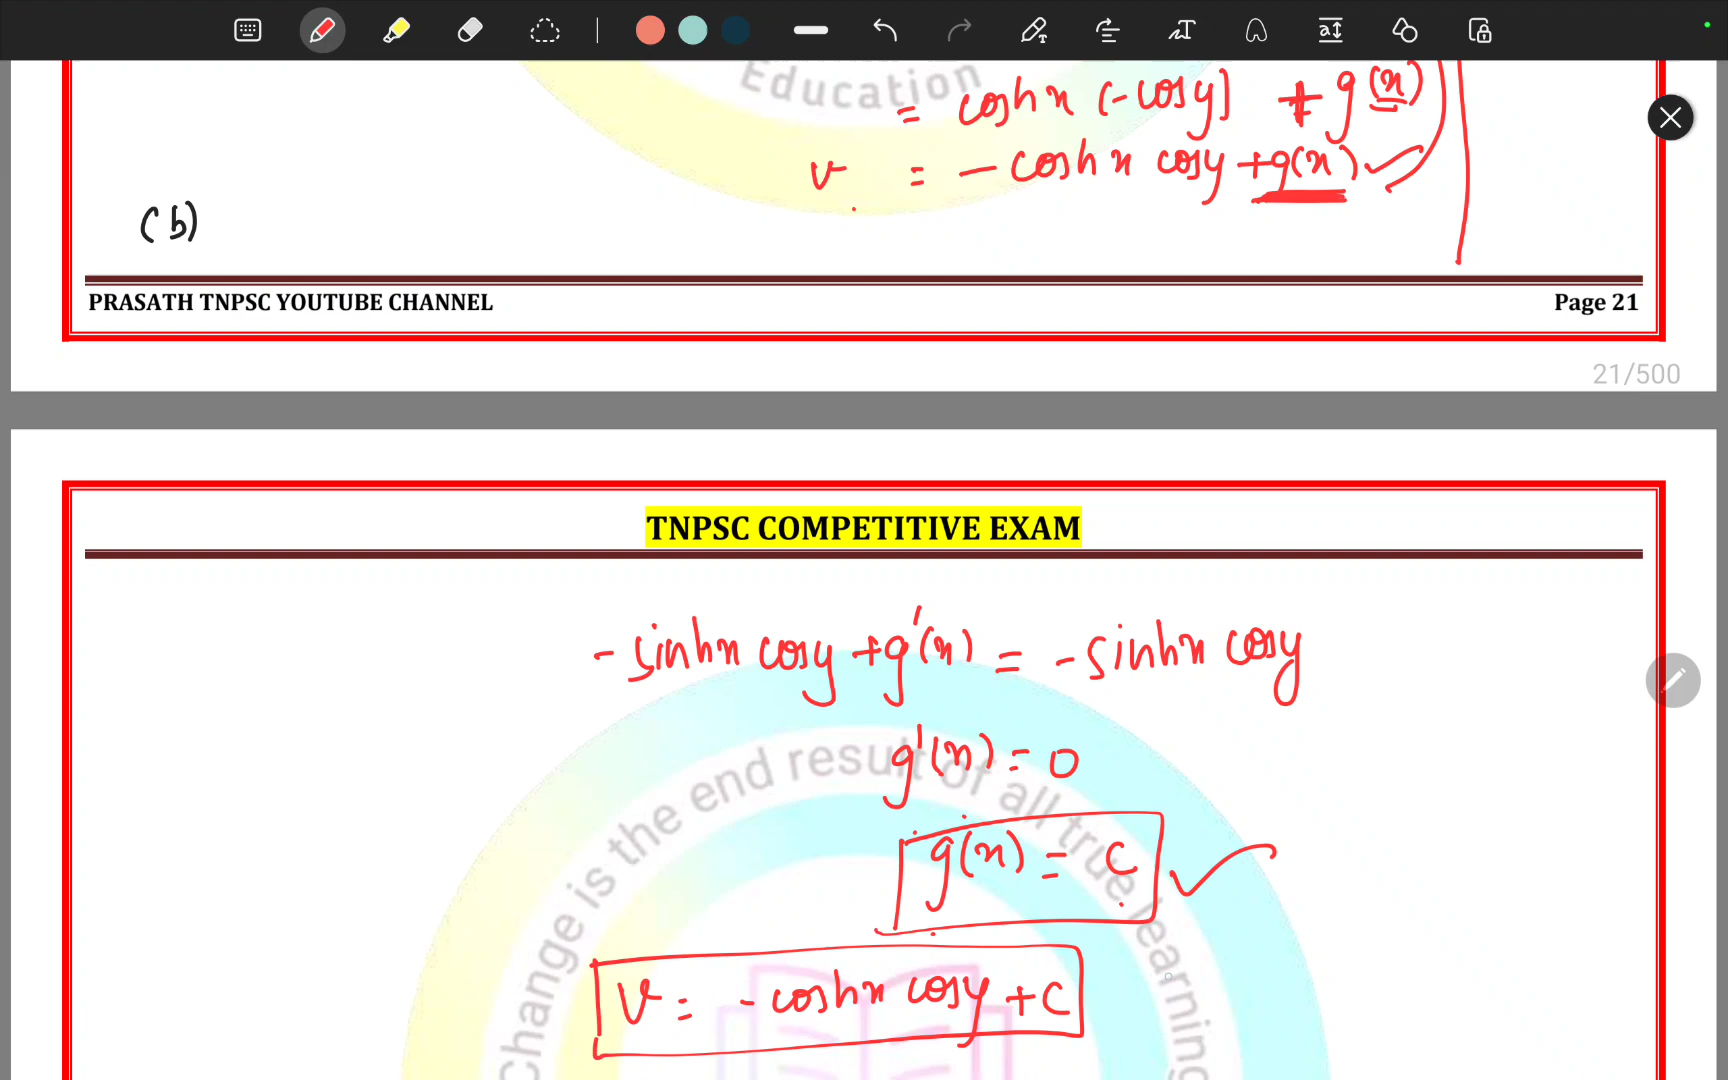 Education
= coshx (-cosy) + g(x)
v = - coshx cosy + g(x)
(b)
PRASATH TNPSC YOUTUBE CHANNEL Page 21
21/500
TNPSC COMPETITIVE EXAM
- sinhx cosy + g'(x) = - sinhx cosy
g'(x) = 0
g(x) = c
v = - coshx cosy + c
Change is the end result of all true learning